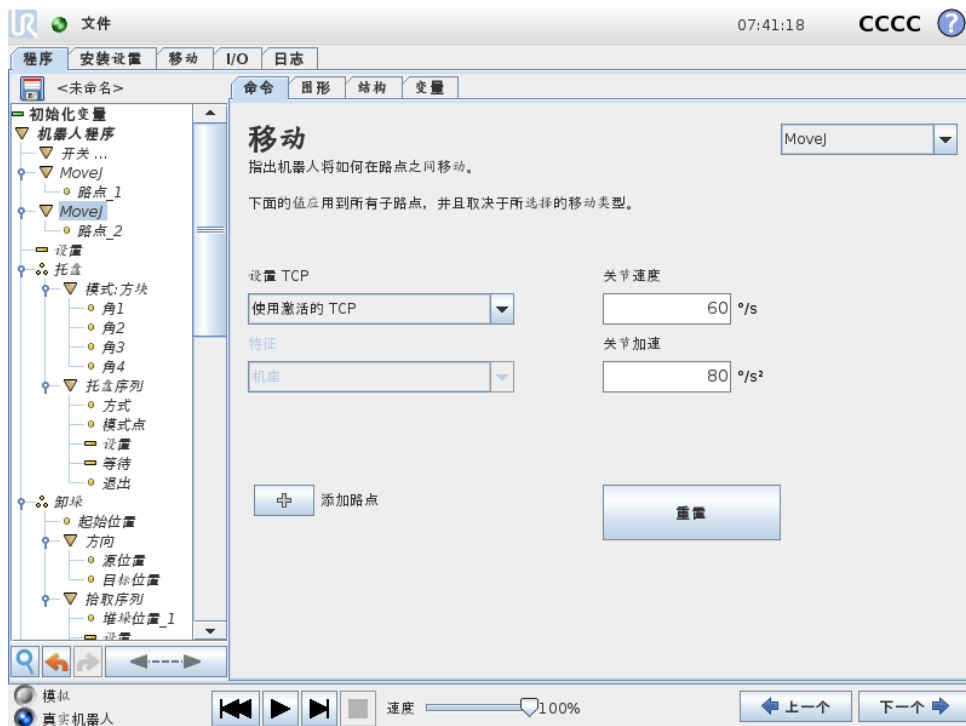 UR 文件 07:41:18 CCCC ?
程序 安装设置 移动 I/O 日志
<未命名>
命令 图形 结构 变量
初始化变量
机器人程序
开关 ...
MoveJ
路点_1
MoveJ
路点_2
设置
托盘
模式:方块
角1
角2
角3
角4
托盘序列
方式
模式点
设置
等待
退出
卸垛
起始位置
方向
源位置
目标位置
拾取序列
堆垛位置_1
设置
移动
MoveJ
指出机器人将如何在路点之间移动。
下面的值应用到所有子路点，并且取决于所选择的移动类型。
设置 TCP
使用激活的 TCP
特征
机座
关节速度
60 °/s
关节加速
80 °/s²
添加路点
重置
模拟
真实机器人
速度 100%
上一个
下一个